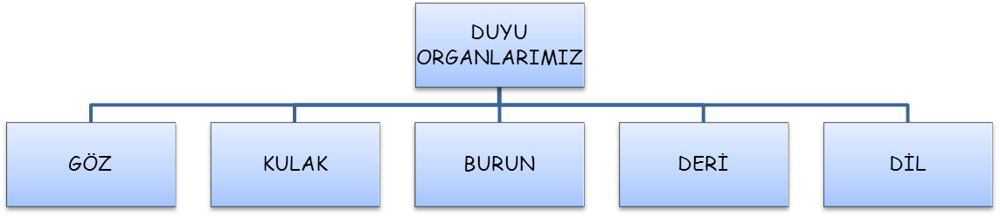 DUYU
ORGANLARIMIZ
GÖZ
KULAK
BURUN
DERİ
DİL